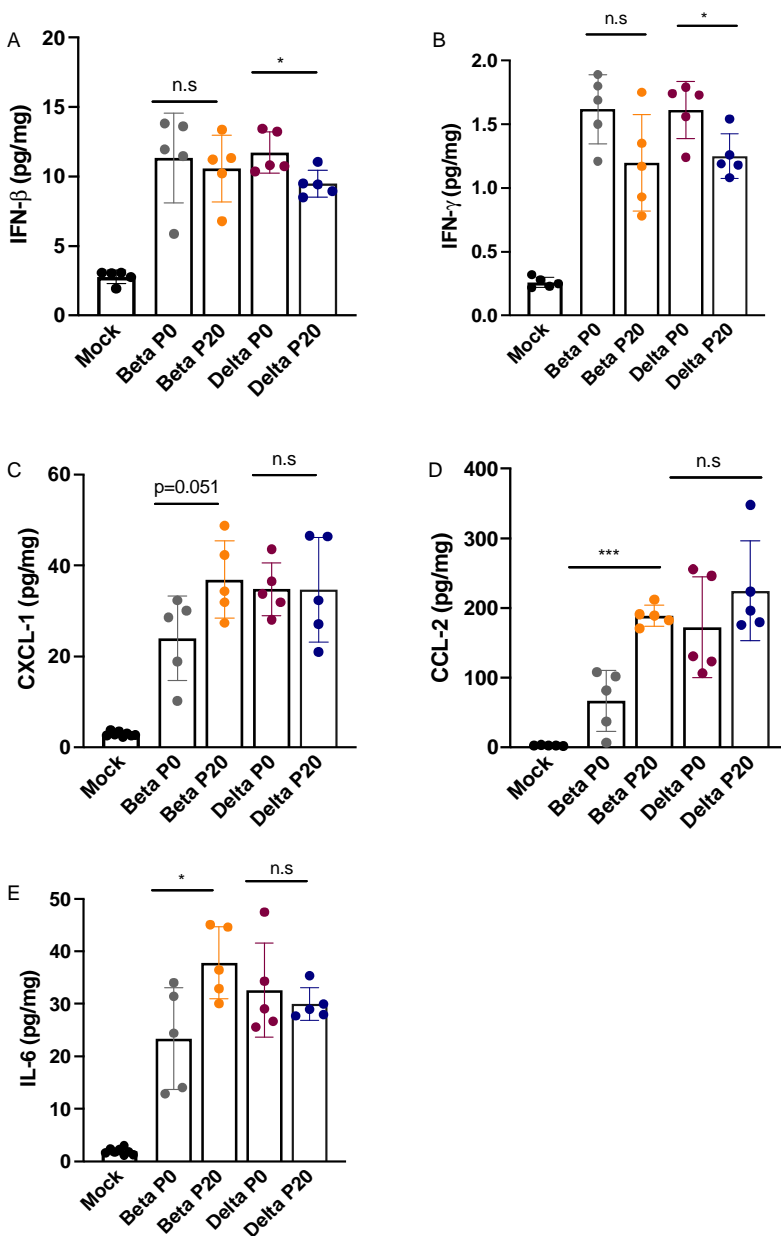 A
IFN-β (pg/mg)
20
15
10
5
0
n.s
*
Mock
Beta P0
Beta P20
Delta P0
Delta P20
B
IFN-γ (pg/mg)
2.0
1.5
1.0
0.5
0.0
n.s
*
Mock
Beta P0
Beta P20
Delta P0
Delta P20
C
CXCL-1 (pg/mg)
60
40
20
0
p=0.051
n.s
Mock
Beta P0
Beta P20
Delta P0
Delta P20
D
CCL-2 (pg/mg)
400
300
200
100
0
***
n.s
Mock
Beta P0
Beta P20
Delta P0
Delta P20
E
IL-6 (pg/mg)
50
40
30
20
10
0
*
n.s
Mock
Beta P0
Beta P20
Delta P0
Delta P20